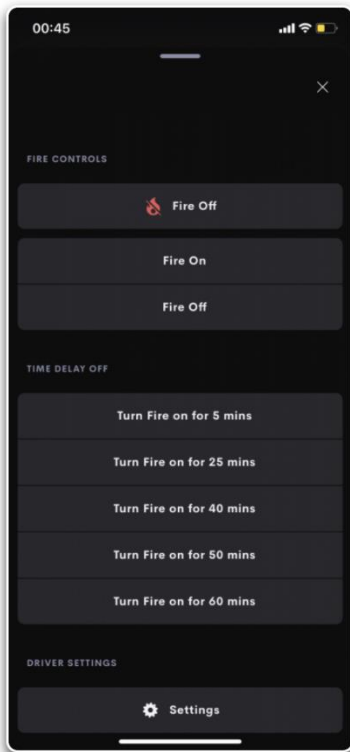 00:45
FIRE CONTROLS
Fire Off
Fire On
Fire Off
TIME DELAY OFF
Turn Fire on for 5 mins
Turn Fire on for 25 mins
Turn Fire on for 40 mins
Turn Fire on for 50 mins
Turn Fire on for 60 mins
DRIVER SETTINGS
Settings